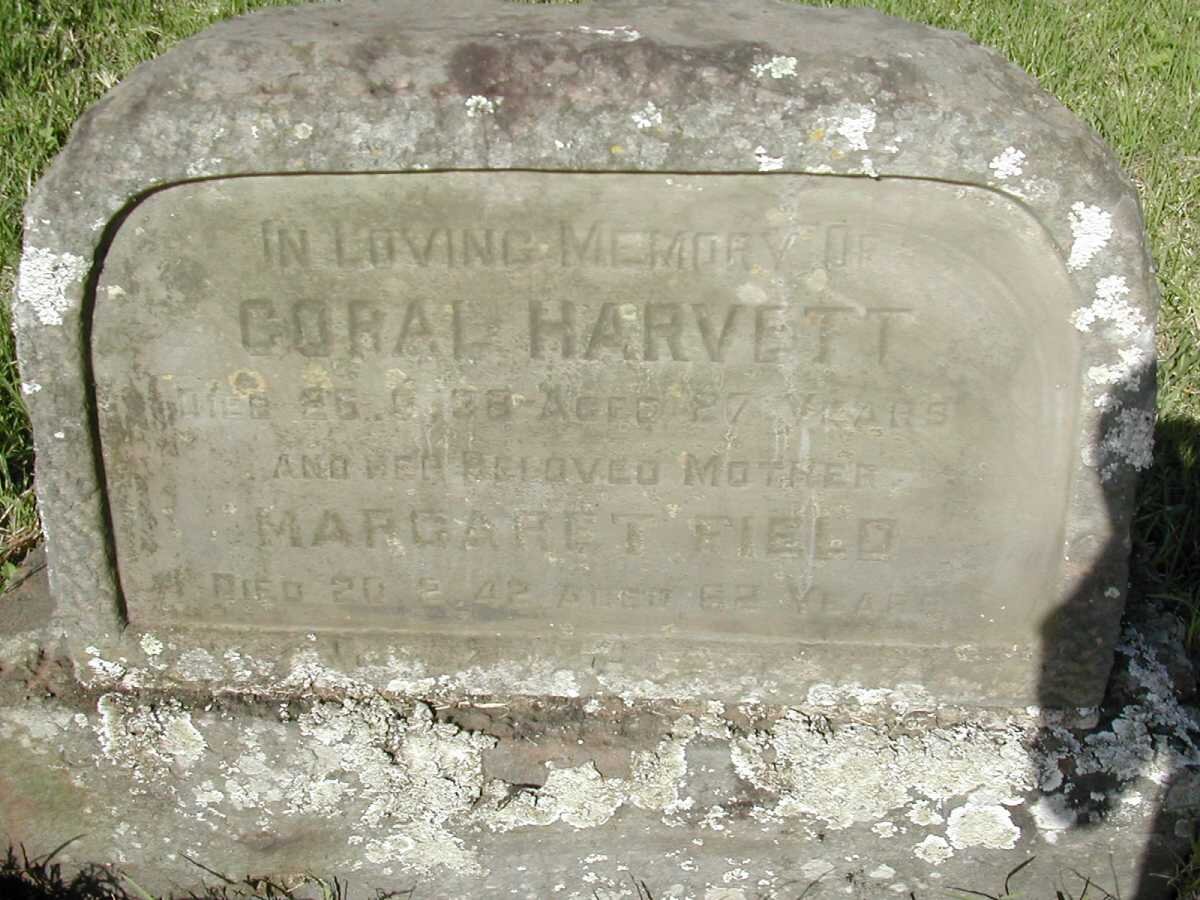 IN LOVING MEMORY OF
CORAL HARVETT
DIED 26. 6. 38 AGED 27 YEARS
AND HER BELOVED MOTHER
MARGARET FIELD
DIED 20. 2. 42 AGED 62 YEARS